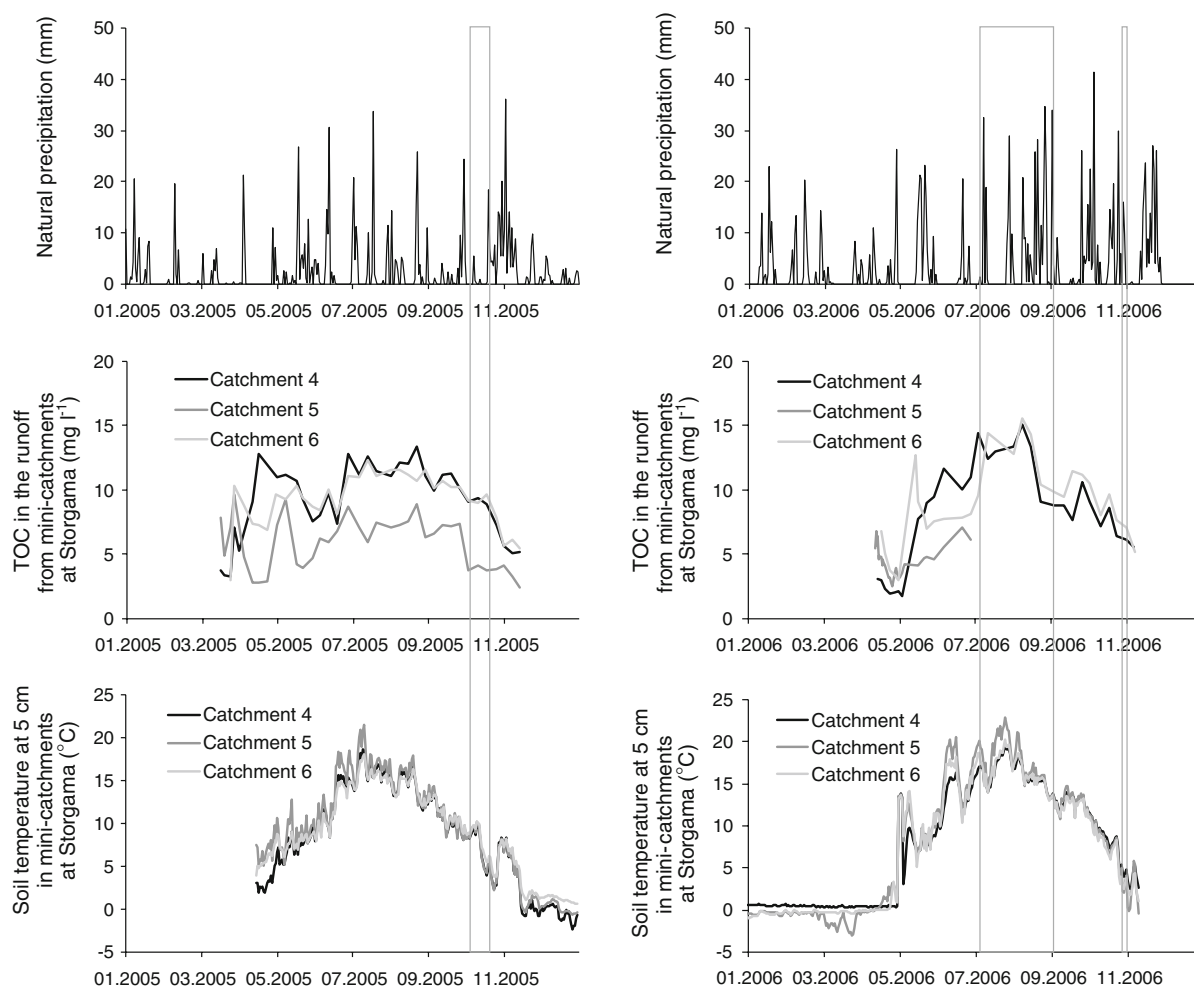 Natural precipitation (mm)
50
40
30
20
10
0
01.2005 03.2005 05.2005 07.2005 09.2005 11.2005
Natural precipitation (mm)
50
40
30
20
10
0
01.2006 03.2006 05.2006 07.2006 09.2006 11.2006
TOC in the runoff
from mini-catchments
at Storgama (mg l-1)
20
15
10
5
0
Catchment 4
Catchment 5
Catchment 6
01.2005 03.2005 05.2005 07.2005 09.2005 11.2005
TOC in the runoff
from mini-catchments
at Storgama (mg l-1)
20
15
10
5
0
Catchment 4
Catchment 5
Catchment 6
01.2006 03.2006 05.2006 07.2006 09.2006 11.2006
Soil temperature at 5 cm
in mini-catchments
at Storgama (°C)
25
20
15
10
5
0
-5
Catchment 4
Catchment 5
Catchment 6
01.2005 03.2005 05.2005 07.2005 09.2005 11.2005
Soil temperature at 5 cm
in mini-catchments
at Storgama (°C)
25
20
15
10
5
0
-5
Catchment 4
Catchment 5
Catchment 6
01.2006 03.2006 05.2006 07.2006 09.2006 11.2006